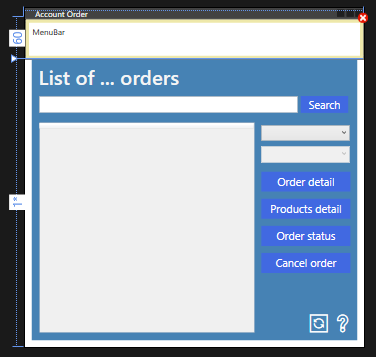 Account Order
60
MenuBar
List of ... orders
Search
Order detail
Products detail
1*
Order status
Cancel order
?